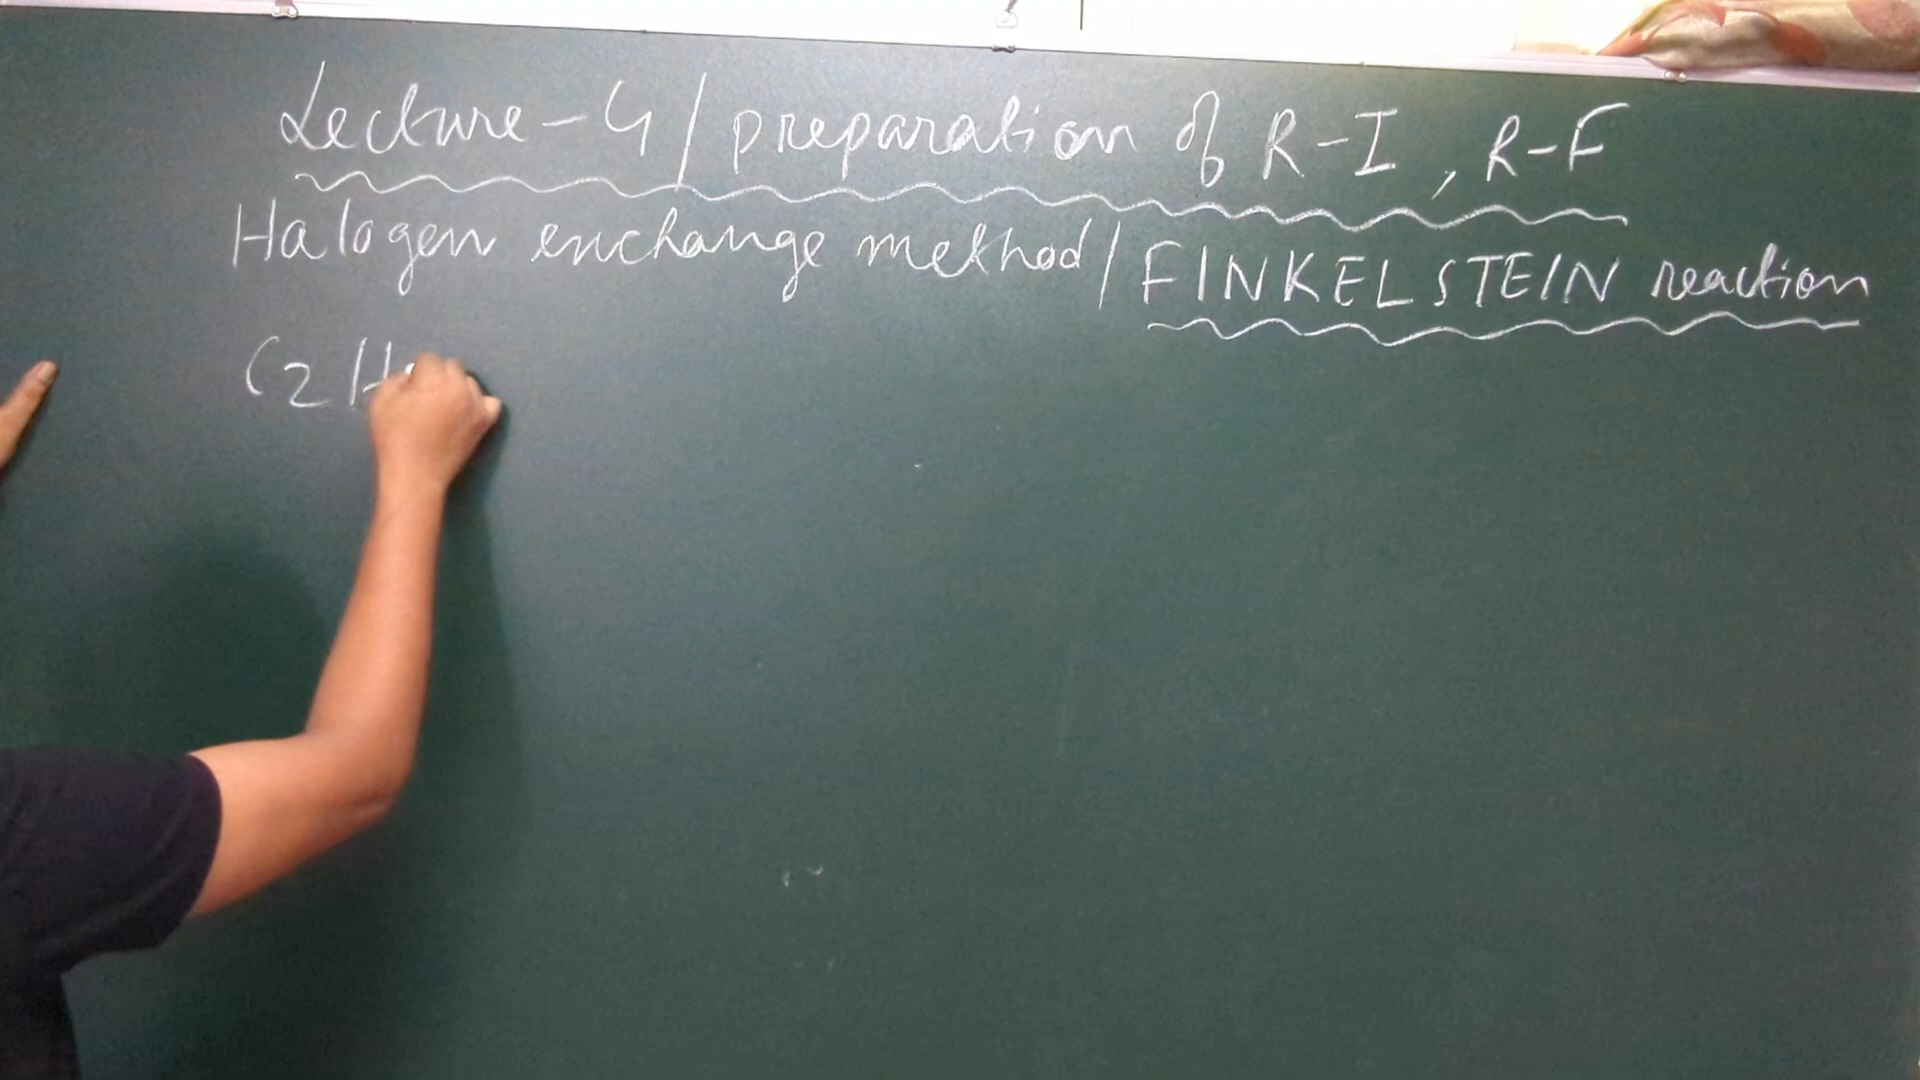 Lecture-4/preparation of R-I, R-F
Halogen exchange method/FINKELSTEIN reaction
C2H